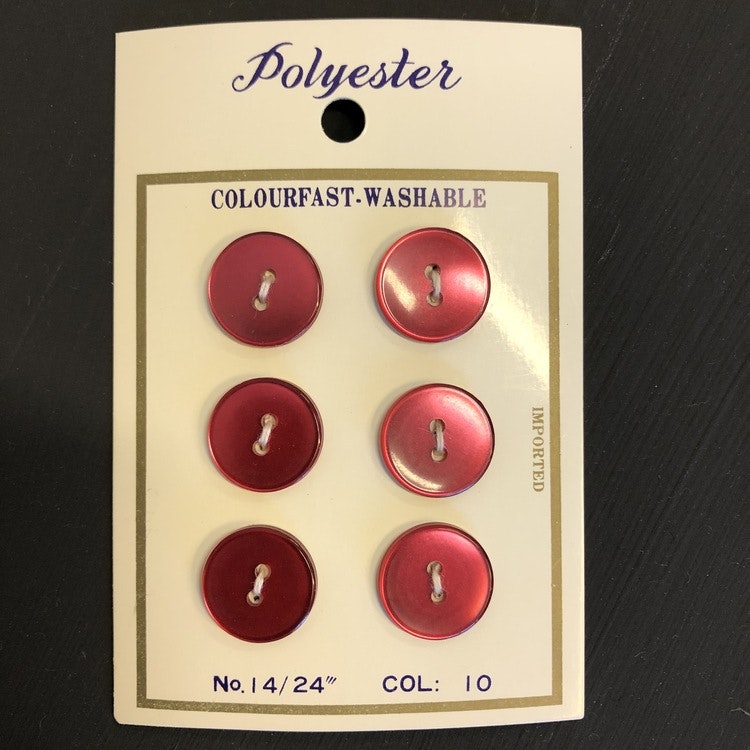 Polyester
COLOURFAST-WASHABLE
IMPORTED
No. 14/24‴ COL: 10